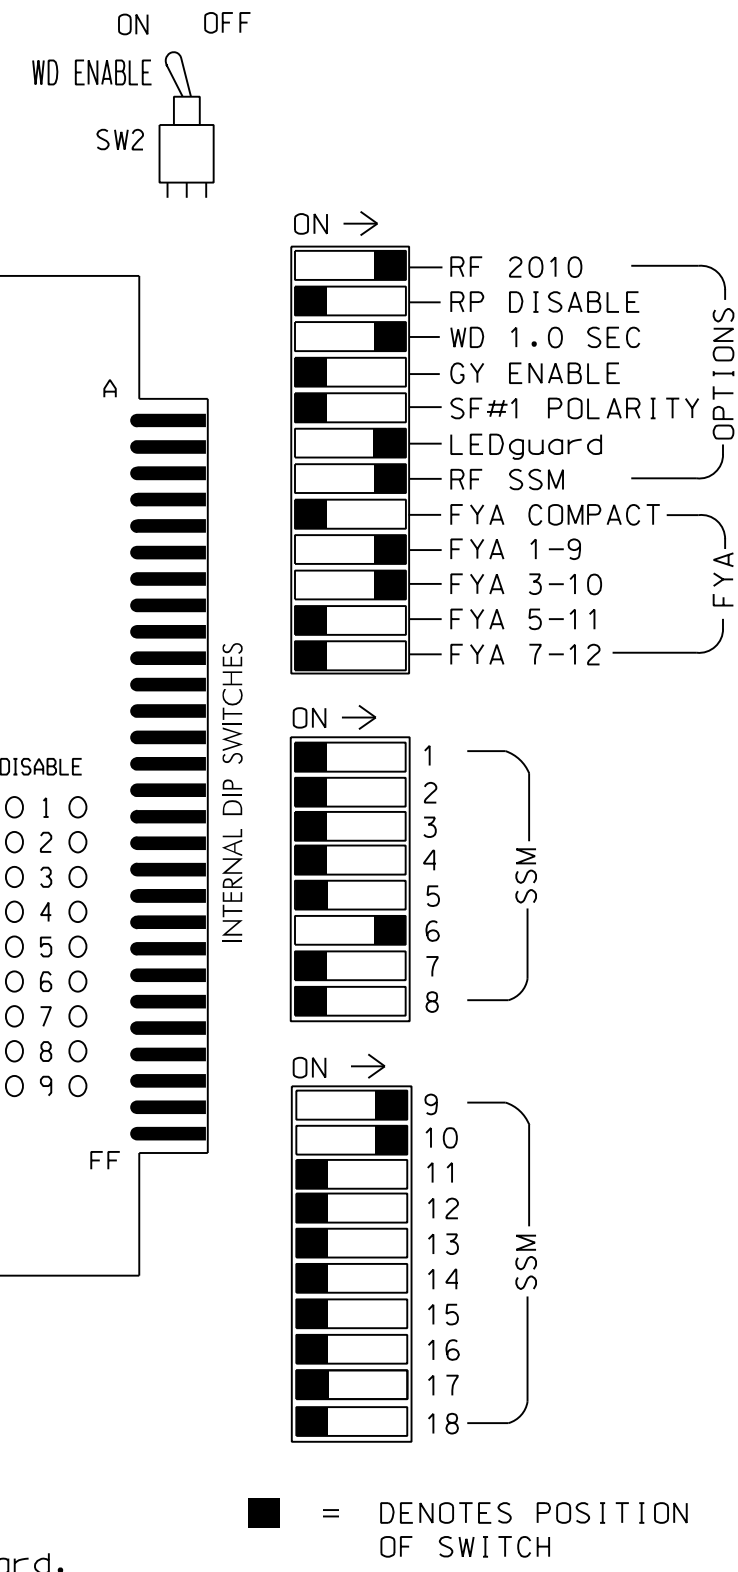 ON OFF
WD ENABLE
SW2
ON
RF 2010
RP DISABLE
WD 1.0 SEC
GY ENABLE
SF#1 POLARITY
LEDguard
RF SSM
OPTIONS
FYA COMPACT
FYA 1-9
FYA 3-10
FYA 5-11
FYA 7-12
FYA
A
FF
INTERNAL DIP SWITCHES
DISABLE
1
2
3
4
5
6
7
8
9
ON
1
2
3
4
5
6
7
8
SSM
ON
9
10
11
12
13
14
15
16
17
18
SSM
= DENOTES POSITION
OF SWITCH